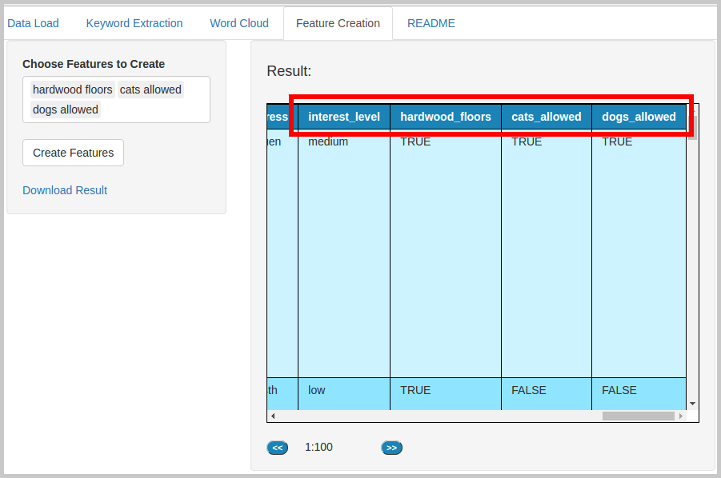 Data Load Keyword Extraction Word Cloud Feature Creation README
Choose Features to Create
hardwood floors cats allowed
dogs allowed
Create Features
Download Result
Result:
ress interest_level hardwood_floors cats_allowed dogs_allowed
medium TRUE TRUE TRUE
th low TRUE FALSE FALSE
<< 1:100 >>